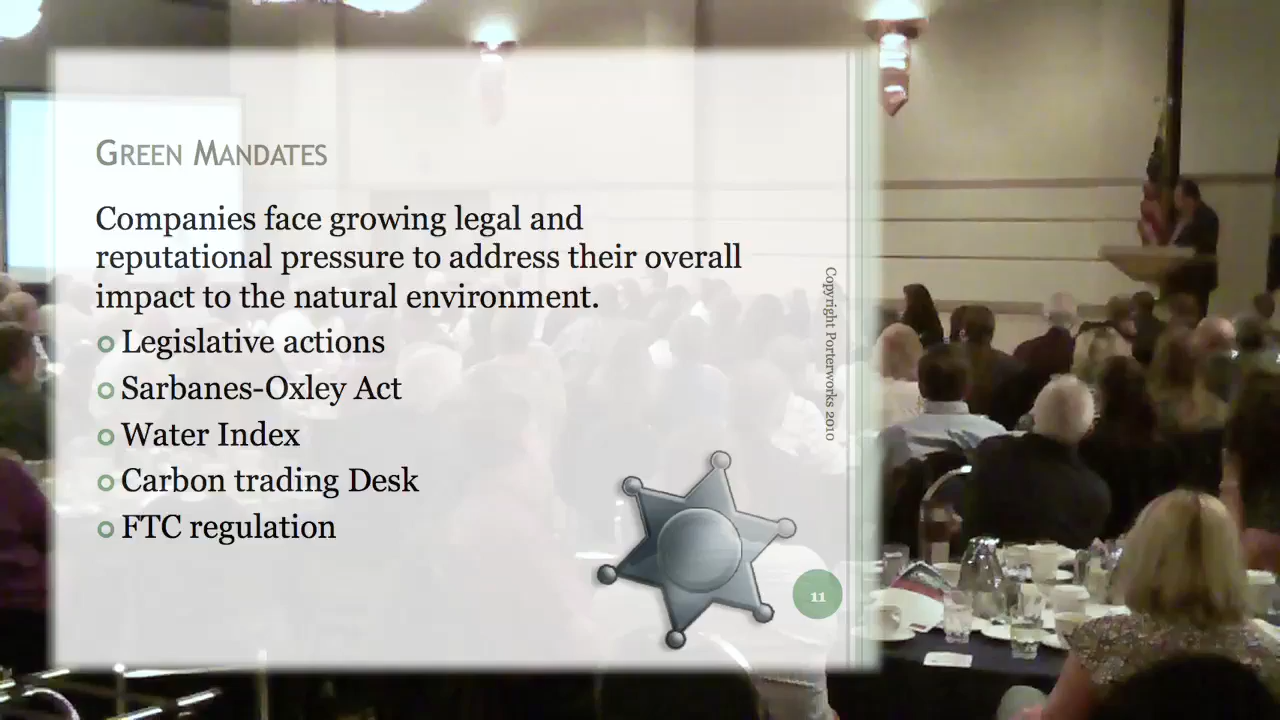 Green Mandates
Companies face growing legal and
reputational pressure to address their overall
impact to the natural environment.
Legislative actions
Sarbanes-Oxley Act
Water Index
Carbon trading Desk
FTC regulation
Copyright Porterworks 2010
11